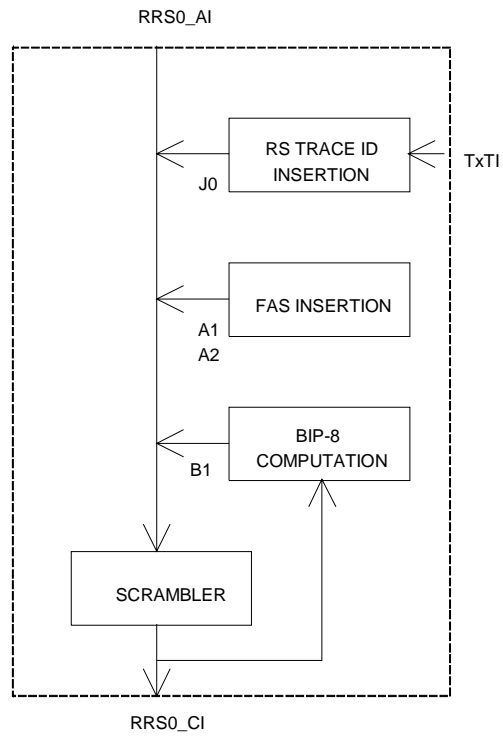 RRS0_AI
RS TRACE ID
INSERTION
TxTI
J0
FAS INSERTION
A1
A2
BIP-8
COMPUTATION
B1
SCRAMBLER
RRS0_CI